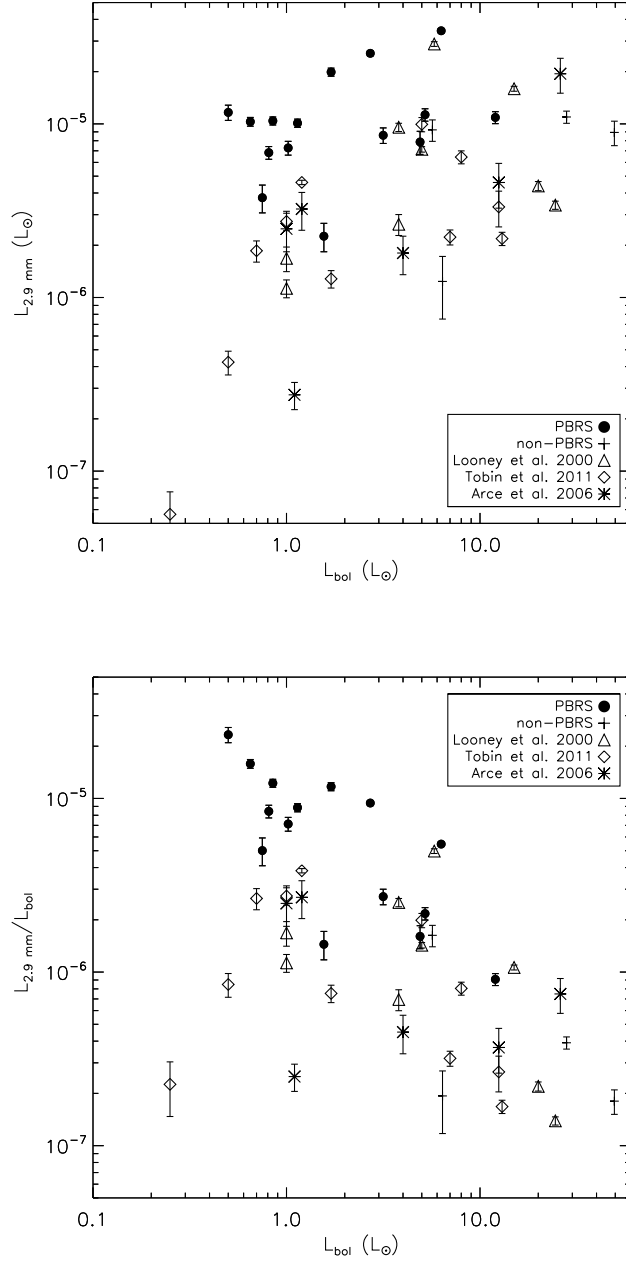 10⁻⁵
10⁻⁶
10⁻⁷
L₂.₉ ₘₘ (L☉)
PBRS
non-PBRS
Looney et al. 2000
Tobin et al. 2011
Arce et al. 2006
0.1 1.0 10.0
L_bol (L☉)
PBRS
non-PBRS
Looney et al. 2000
Tobin et al. 2011
Arce et al. 2006
10⁻⁵
10⁻⁶
10⁻⁷
L₂.₉ ₘₘ/L_bol
0.1 1.0 10.0
L_bol (L☉)